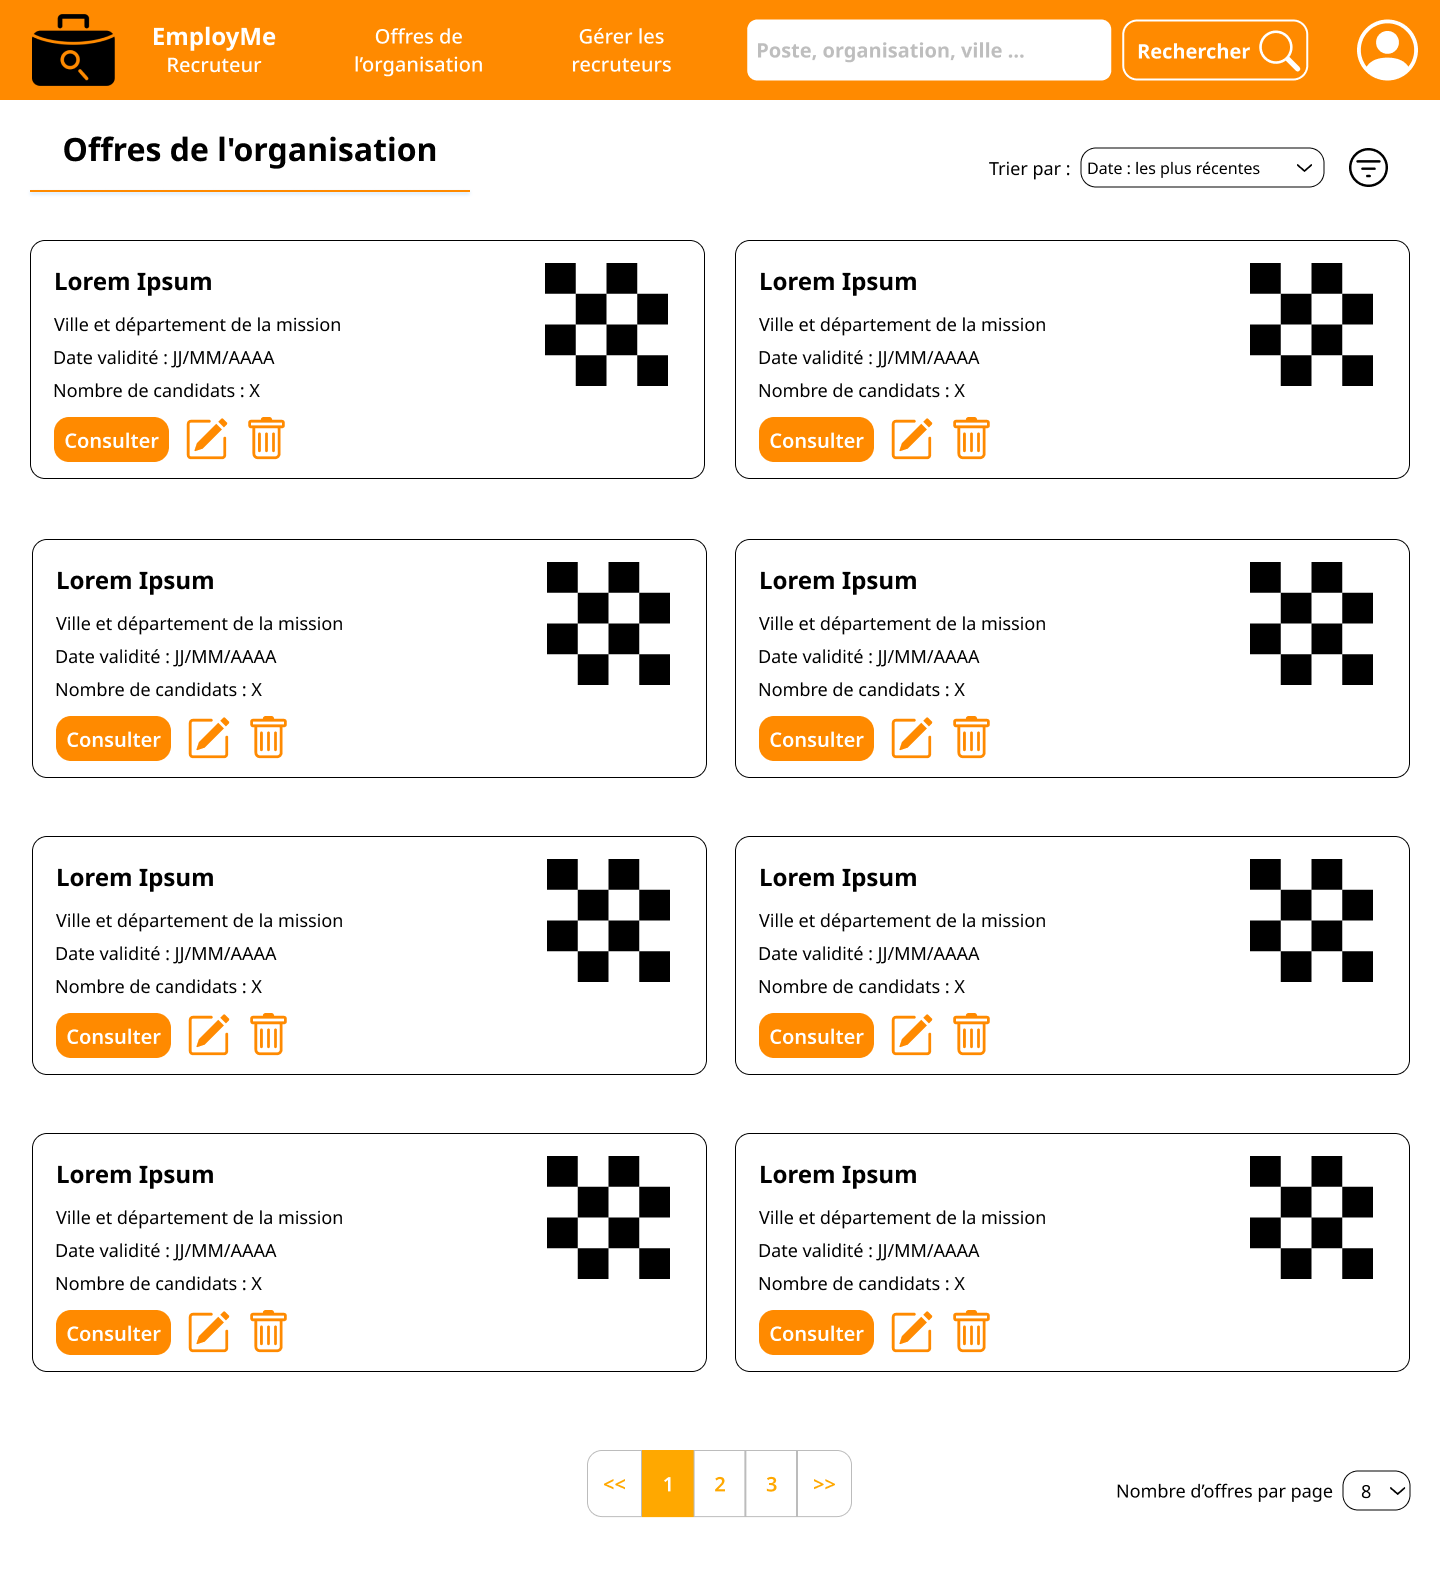 EmployMe
Recruteur
Offres de
l’organisation
Gérer les
recruteurs
Poste, organisation, ville ...
Rechercher
Offres de l'organisation
Trier par :
Date : les plus récentes
Lorem Ipsum
Ville et département de la mission
Date validité : JJ/MM/AAAA
Nombre de candidats : X
Consulter
Lorem Ipsum
Ville et département de la mission
Date validité : JJ/MM/AAAA
Nombre de candidats : X
Consulter
Lorem Ipsum
Ville et département de la mission
Date validité : JJ/MM/AAAA
Nombre de candidats : X
Consulter
Lorem Ipsum
Ville et département de la mission
Date validité : JJ/MM/AAAA
Nombre de candidats : X
Consulter
Lorem Ipsum
Ville et département de la mission
Date validité : JJ/MM/AAAA
Nombre de candidats : X
Consulter
Lorem Ipsum
Ville et département de la mission
Date validité : JJ/MM/AAAA
Nombre de candidats : X
Consulter
Lorem Ipsum
Ville et département de la mission
Date validité : JJ/MM/AAAA
Nombre de candidats : X
Consulter
Lorem Ipsum
Ville et département de la mission
Date validité : JJ/MM/AAAA
Nombre de candidats : X
Consulter
<< 1 2 3 >>
Nombre d’offres par page 8